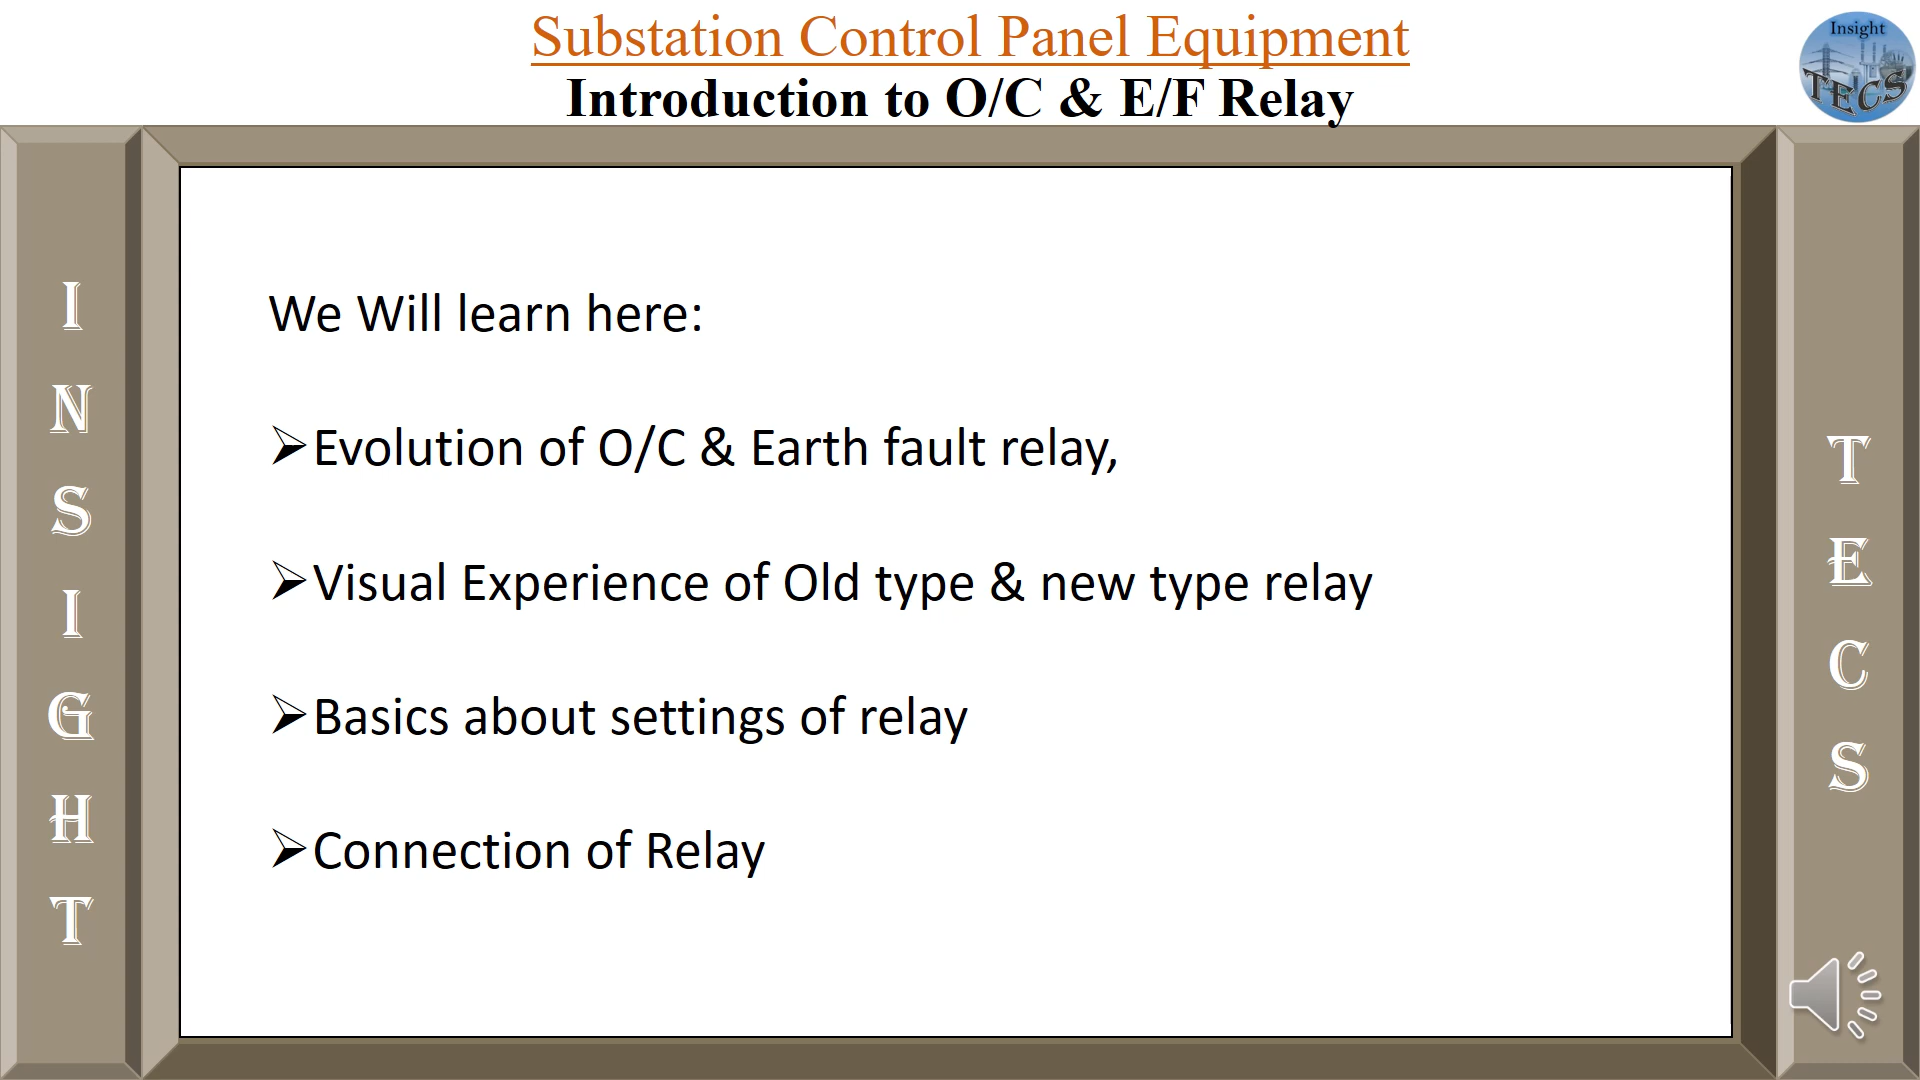 Substation Control Panel Equipment
Introduction to O/C & E/F Relay
Insight
TECS
We Will learn here:
➢Evolution of O/C & Earth fault relay,
➢Visual Experience of Old type & new type relay
➢Basics about settings of relay
➢Connection of Relay
I
N
S
I
G
H
T
T
E
C
S